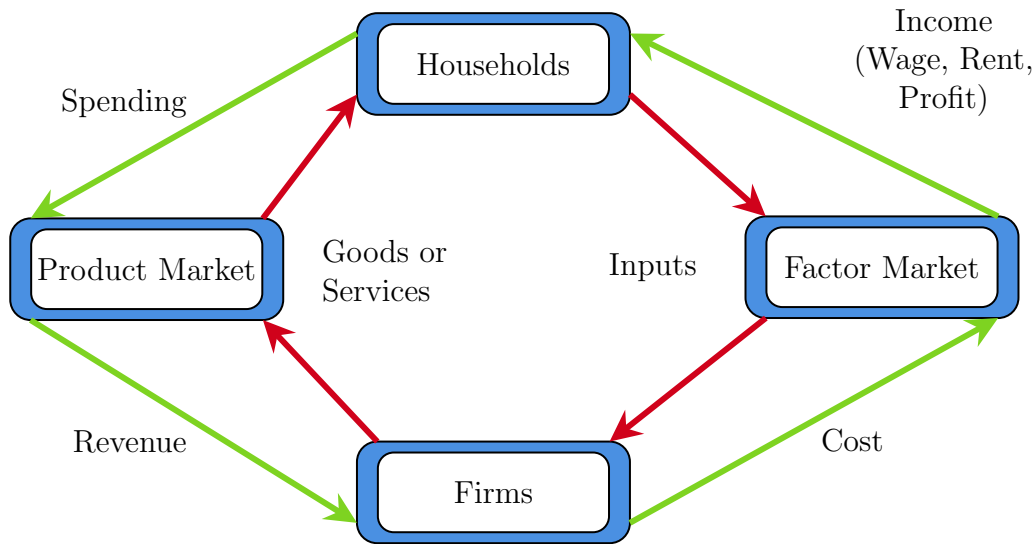 Households
Income
(Wage, Rent,
Profit)
Spending
Product Market
Goods or
Services
Inputs
Factor Market
Revenue
Firms
Cost